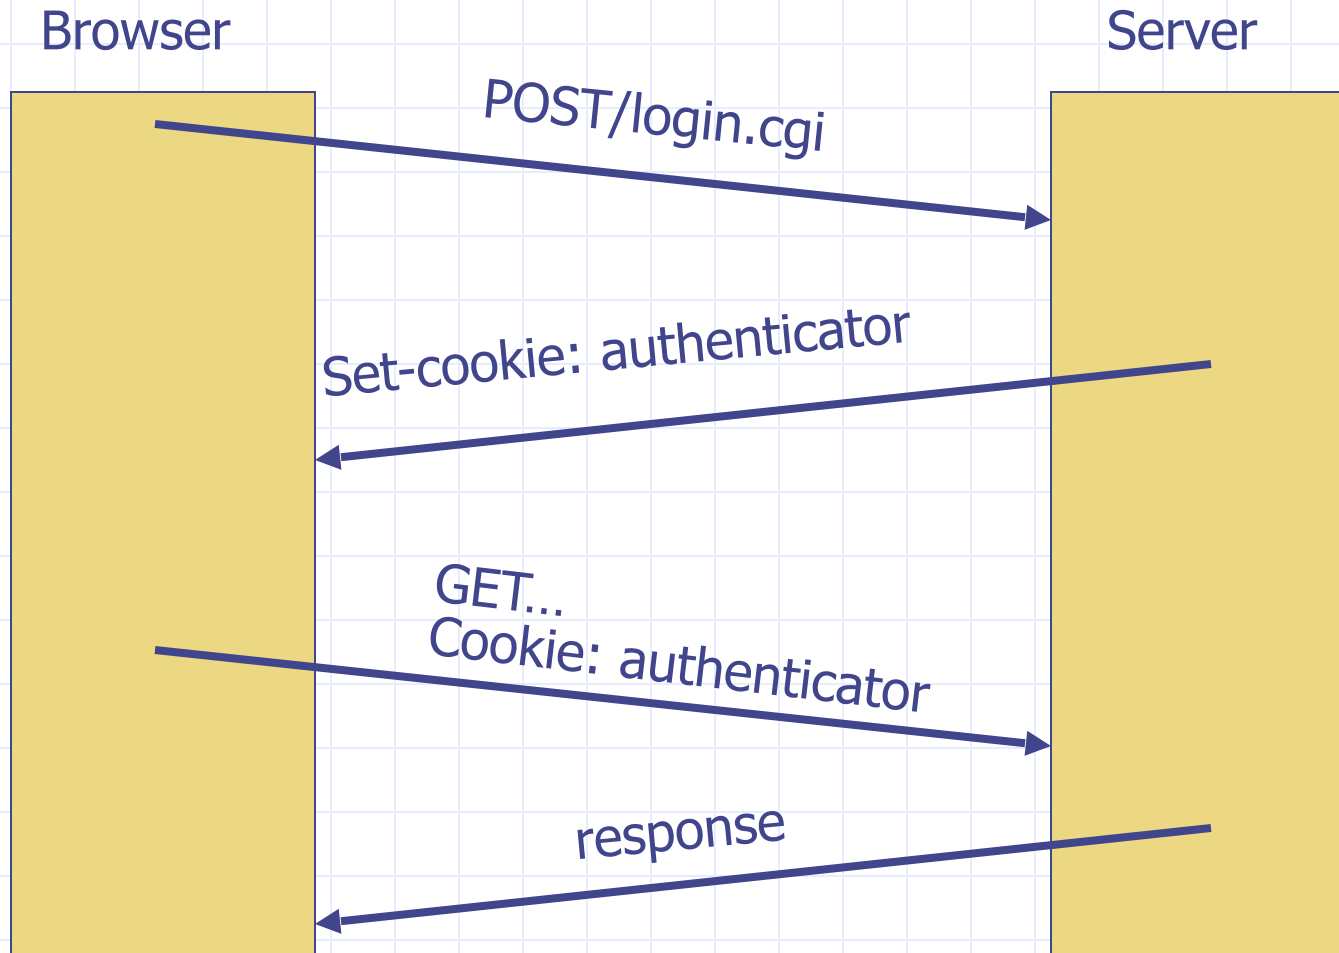 Browser
Server
POST/login.cgi
Set-cookie: authenticator
GET...
Cookie: authenticator
response